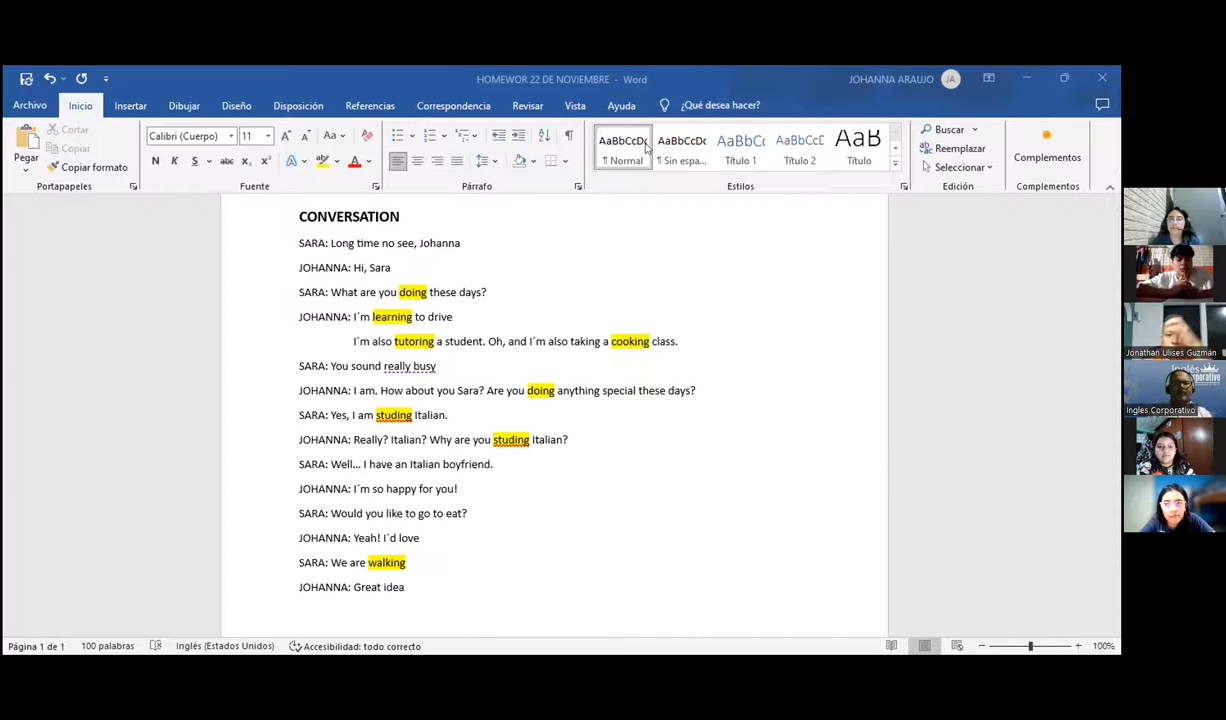 HOMEWOR 22 DE NOVIEMBRE - Word
JOHANNA ARAUJO JA
Archivo Inicio Insertar Dibujar Diseño Disposición Referencias Correspondencia Revisar Vista Ayuda ¿Qué desea hacer?
Pegar
Cortar
Copiar
Copiar formato
Portapapeles
Calibri (Cuerpo) 11
N K S abc x₂ x²
Fuente
Párrafo
AaBbCcDc AaBbCcDc AaBbCc AaBbCcD AaB
¶ Normal ¶ Sin espa... Título 1 Título 2 Título
Estilos
Buscar
Reemplazar
Seleccionar
Edición
Complementos
Complementos
CONVERSATION
SARA: Long time no see, Johanna
JOHANNA: Hi, Sara
SARA: What are you doing these days?
JOHANNA: I´m learning to drive
I´m also tutoring a student. Oh, and I´m also taking a cooking class.
SARA: You sound really busy
JOHANNA: I am. How about you Sara? Are you doing anything special these days?
SARA: Yes, I am studing Italian.
JOHANNA: Really? Italian? Why are you studing Italian?
SARA: Well... I have an Italian boyfriend.
JOHANNA: I´m so happy for you!
SARA: Would you like to go to eat?
JOHANNA: Yeah! I´d love
SARA: We are walking
JOHANNA: Great idea
Página 1 de 1 100 palabras Inglés (Estados Unidos) Accesibilidad: todo correcto 100%
Jonathan Ulises Guzmán
Inglés Corporativo
Ingles Corporativo